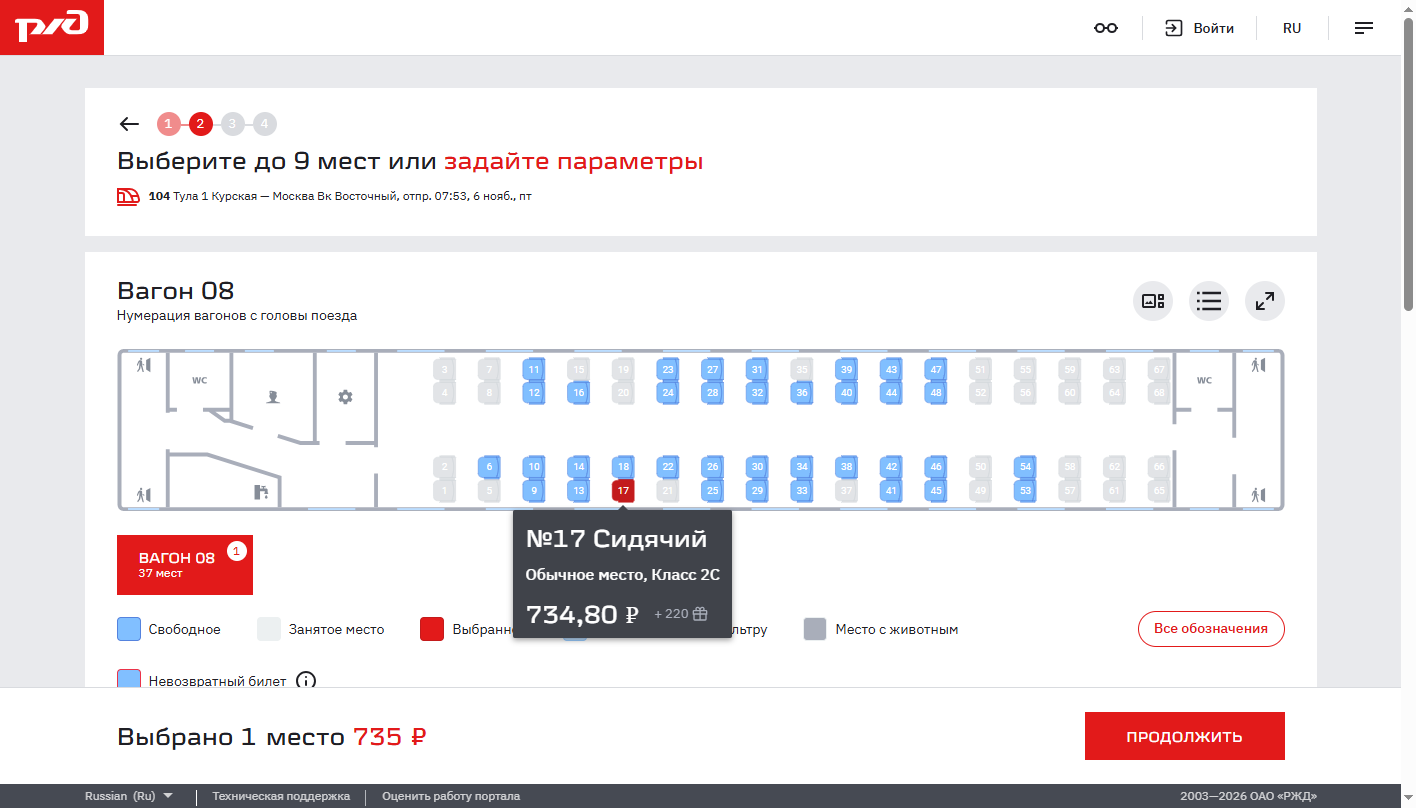 РЖД
Войти
RU
1 2 3 4
Выберите до 9 мест или задайте параметры
104 Тула 1 Курская — Москва Вк Восточный, отпр. 07:53, 6 нояб., пт
Вагон 08
Нумерация вагонов с головы поезда
3 7 11 15 19 23 27 31 35 39 43 47 51 55 59 63 67
WC
WC
4 8 12 16 20 24 28 32 36 40 44 48 52 56 60 64 68
2 6 10 14 18 22 26 30 34 38 42 46 50 54 58 62 66
1 5 9 13 17 21 25 29 33 37 41 45 49 53 57 61 65
№17 Сидячий
Обычное место, Класс 2С
734,80 ₽ + 220
ВАГОН 08 1
37 мест
Свободное
Занятое место
Выбранн
льтру
Место с животным
Все обозначения
Невозвратный билет
Выбрано 1 место 735 ₽
ПРОДОЛЖИТЬ
Russian (Ru)
Техническая поддержка
Оценить работу портала
2003—2026 ОАО «РЖД»